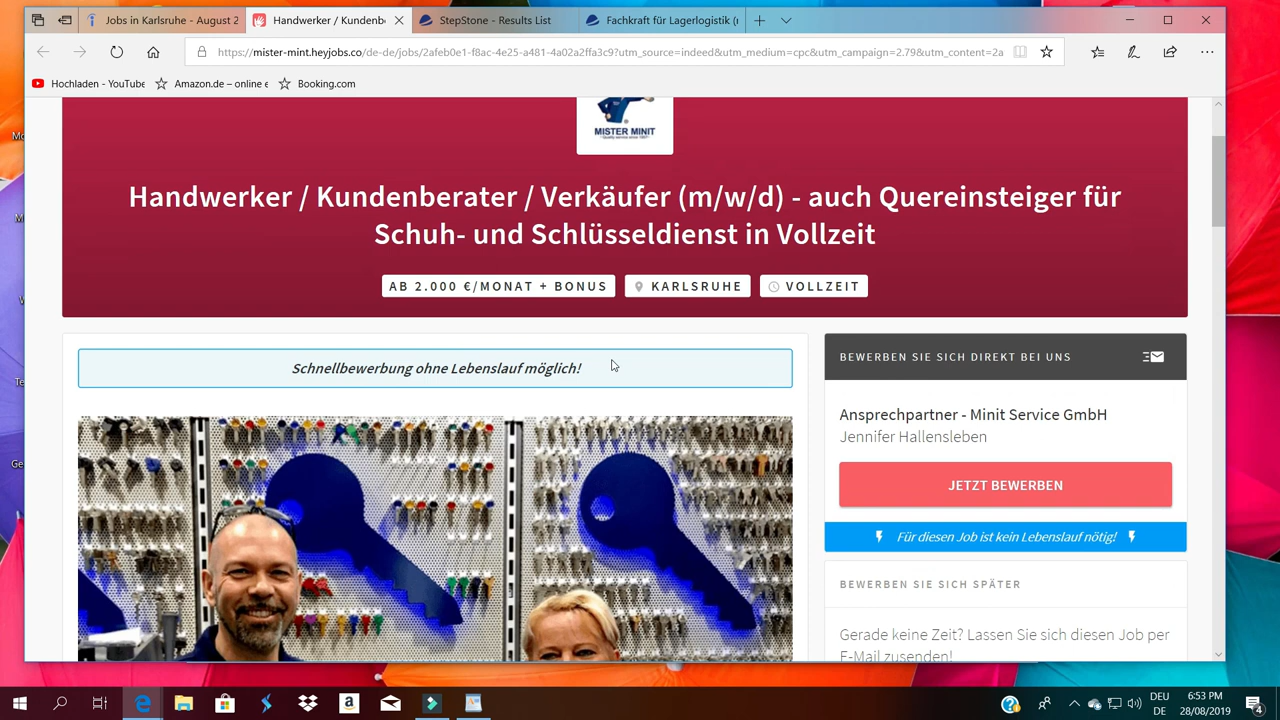 Jobs in Karlsruhe - August 2
Handwerker / Kundenb
StepStone - Results List
Fachkraft für Lagerlogistik (
https://mister-mint.heyjobs.co/de-de/jobs/2afeb0e1-f8ac-4e25-a481-4a02a2ffa3c9?utm_source=indeed&utm_medium=cpc&utm_campaign=2.79&utm_content=2a
Hochladen - YouTube
Amazon.de – online e
Booking.com
MISTER MINIT
Handwerker / Kundenberater / Verkäufer (m/w/d) - auch Quereinsteiger für
Schuh- und Schlüsseldienst in Vollzeit
AB 2.000 €/MONAT + BONUS
KARLSRUHE
VOLLZEIT
Schnellbewerbung ohne Lebenslauf möglich!
BEWERBEN SIE SICH DIREKT BEI UNS
Ansprechpartner - Minit Service GmbH
Jennifer Hallensleben
JETZT BEWERBEN
Für diesen Job ist kein Lebenslauf nötig!
BEWERBEN SIE SICH SPÄTER
Gerade keine Zeit? Lassen Sie sich diesen Job per
E-Mail zusenden!
DEU
DE
6:53 PM
28/08/2019
4